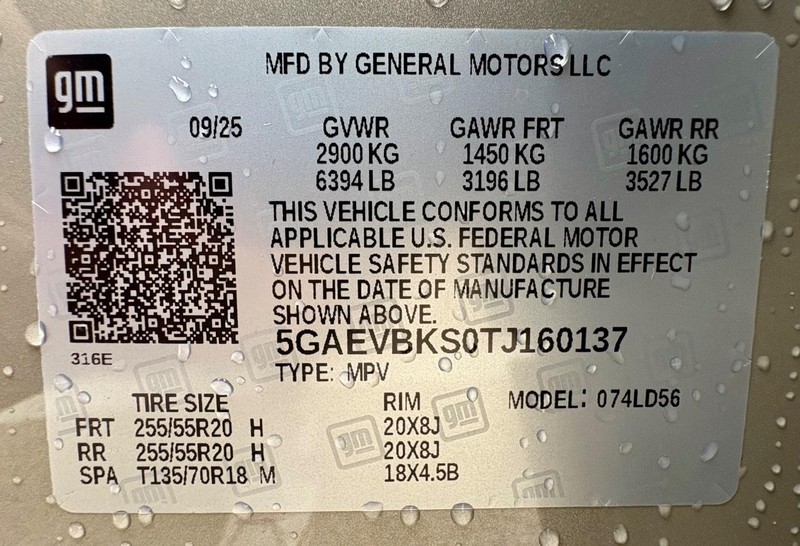 gm MFD BY GENERAL MOTORS LLC
09/25 GVWR GAWR FRT GAWR RR
2900 KG 1450 KG 1600 KG
6394 LB 3196 LB 3527 LB
THIS VEHICLE CONFORMS TO ALL
APPLICABLE U.S. FEDERAL MOTOR
VEHICLE SAFETY STANDARDS IN EFFECT
ON THE DATE OF MANUFACTURE
SHOWN ABOVE.
5GAEVBKS0TJ160137
316E
TYPE: MPV
TIRE SIZE RIM MODEL: 074LD56
FRT 255/55R20 H 20X8J
RR 255/55R20 H 20X8J
SPA T135/70R18 M 18X4.5B